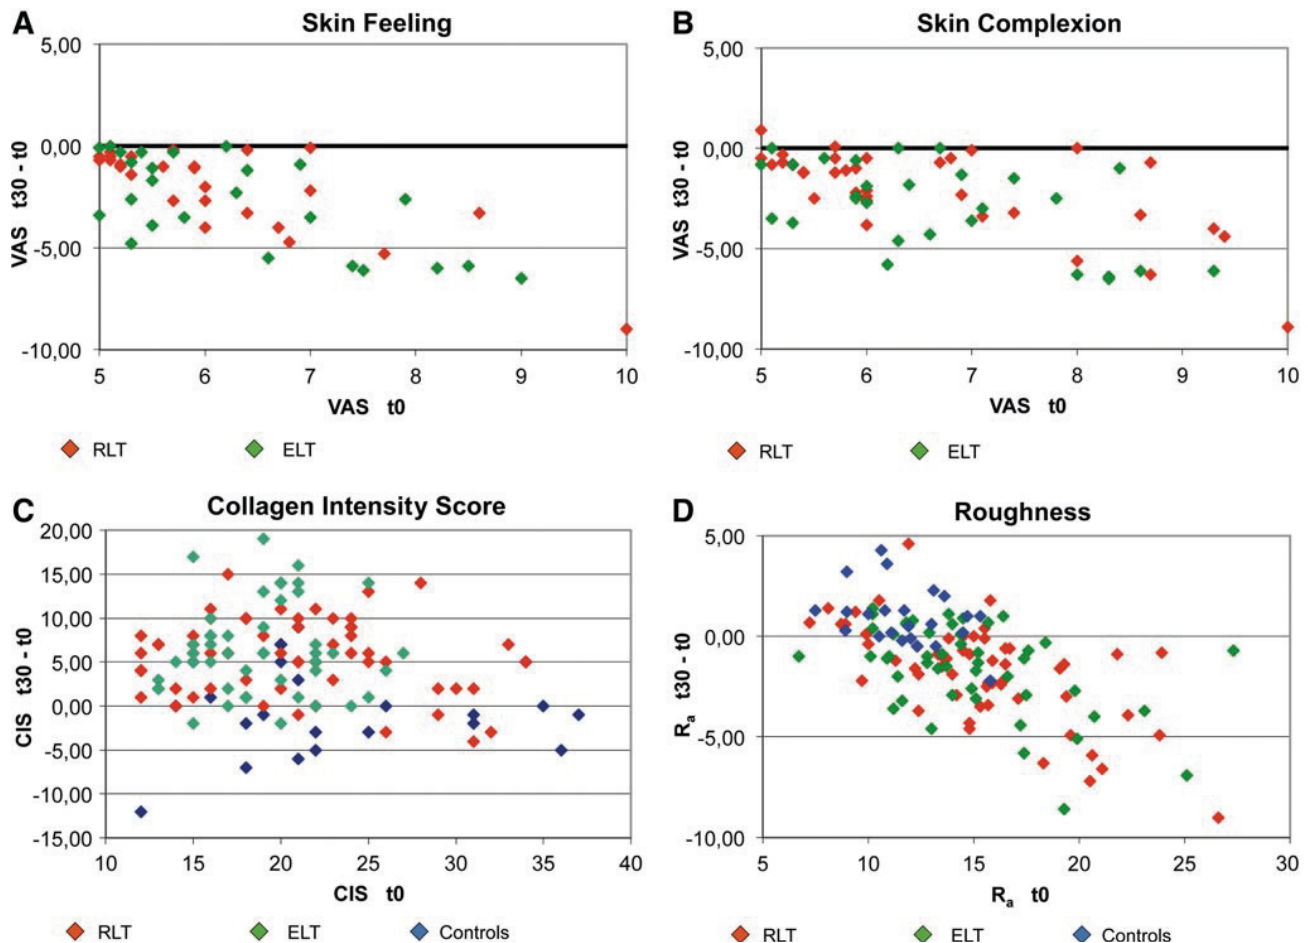 A
Skin Feeling
5,00
0,00
-5,00
-10,00
VAS t30 - t0
5 6 7 8 9 10
VAS t0
RLT ELT
B
Skin Complexion
5,00
0,00
-5,00
-10,00
VAS t30 - t0
5 6 7 8 9 10
VAS t0
RLT ELT
C
Collagen Intensity Score
20,00
15,00
10,00
5,00
0,00
-5,00
-10,00
-15,00
CIS t30 - t0
10 15 20 25 30 35 40
CIS t0
RLT ELT Controls
D
Roughness
5,00
0,00
-5,00
-10,00
Ra t30 - t0
5 10 15 20 25 30
Ra t0
RLT ELT Controls